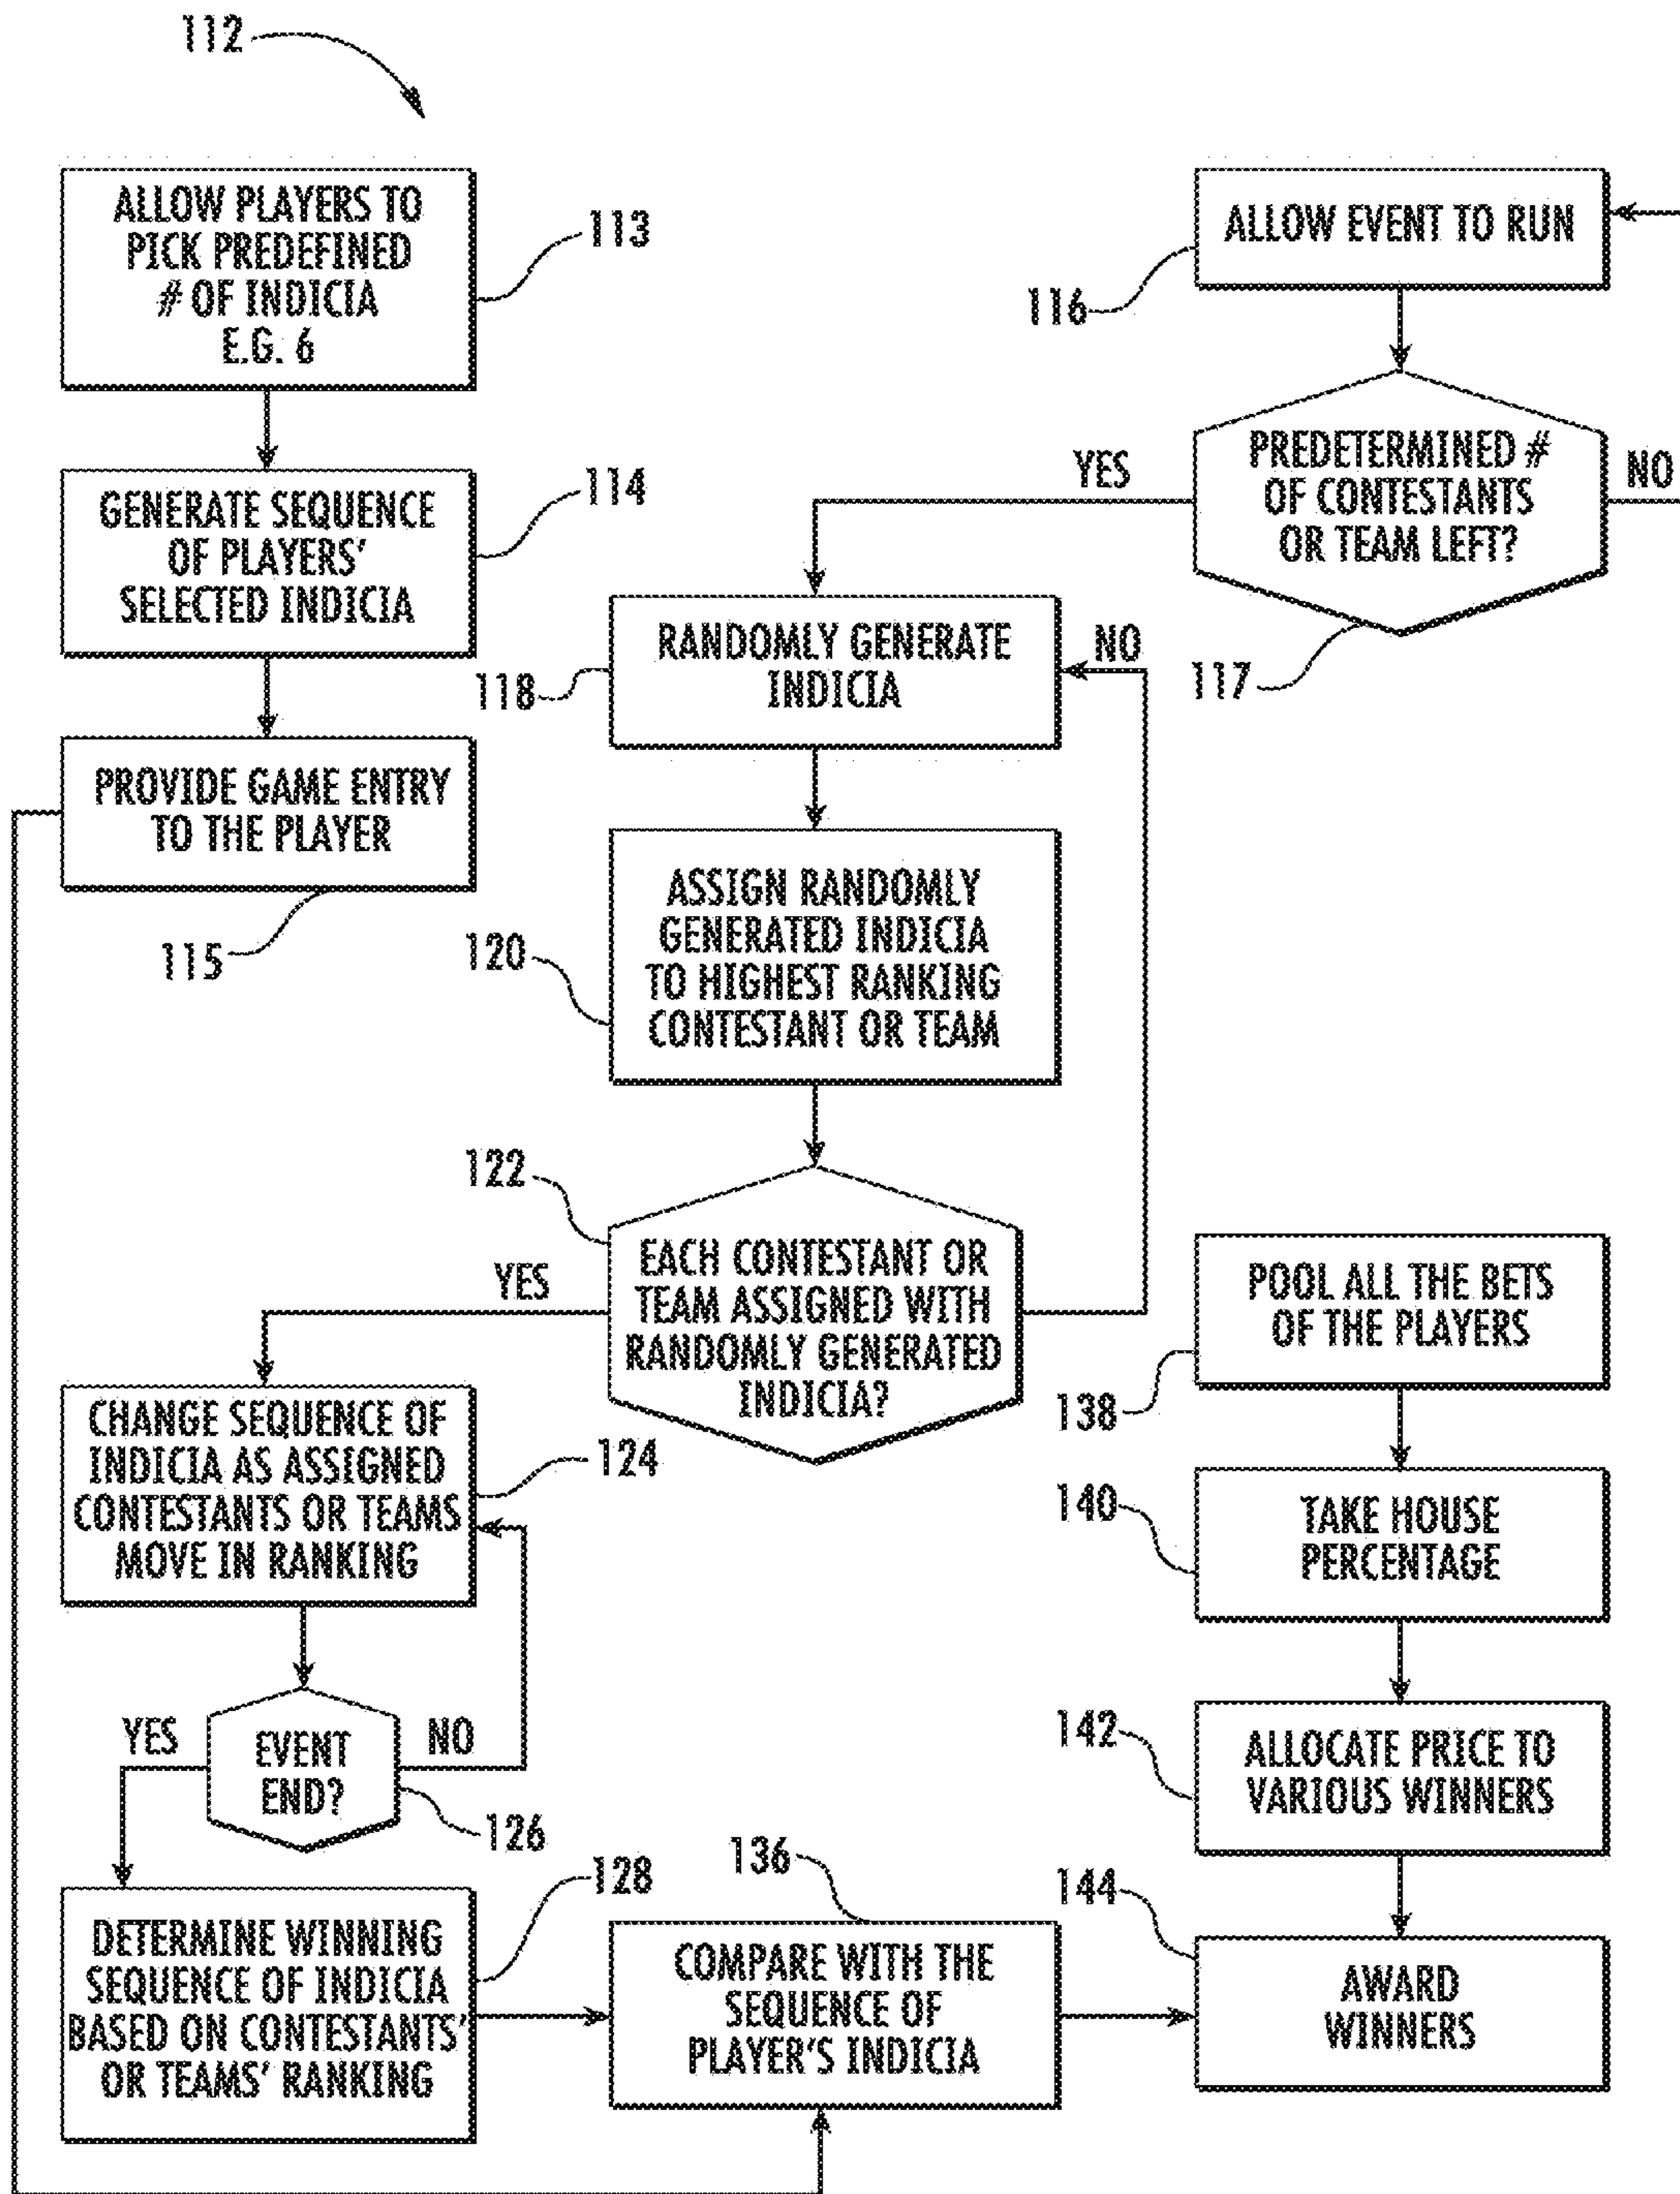 112
ALLOW PLAYERS TO
PICK PREDEFINED
# OF INDICIA
E.G. 6
113
GENERATE SEQUENCE
OF PLAYERS'
SELECTED INDICIA
114
PROVIDE GAME ENTRY
TO THE PLAYER
115
ALLOW EVENT TO RUN
116
PREDETERMINED #
OF CONTESTANTS
OR TEAM LEFT?
YES
NO
117
RANDOMLY GENERATE
INDICIA
NO
118
ASSIGN RANDOMLY
GENERATED INDICIA
TO HIGHEST RANKING
CONTESTANT OR TEAM
120
122
EACH CONTESTANT OR
TEAM ASSIGNED WITH
RANDOMLY GENERATED
INDICIA?
YES
CHANGE SEQUENCE OF
INDICIA AS ASSIGNED
CONTESTANTS OR TEAMS
MOVE IN RANKING
124
YES
EVENT
END?
NO
126
DETERMINE WINNING
SEQUENCE OF INDICIA
BASED ON CONTESTANTS'
OR TEAMS' RANKING
128
136
COMPARE WITH THE
SEQUENCE OF
PLAYER'S INDICIA
POOL ALL THE BETS
OF THE PLAYERS
138
TAKE HOUSE
PERCENTAGE
140
ALLOCATE PRICE TO
VARIOUS WINNERS
142
144
AWARD
WINNERS